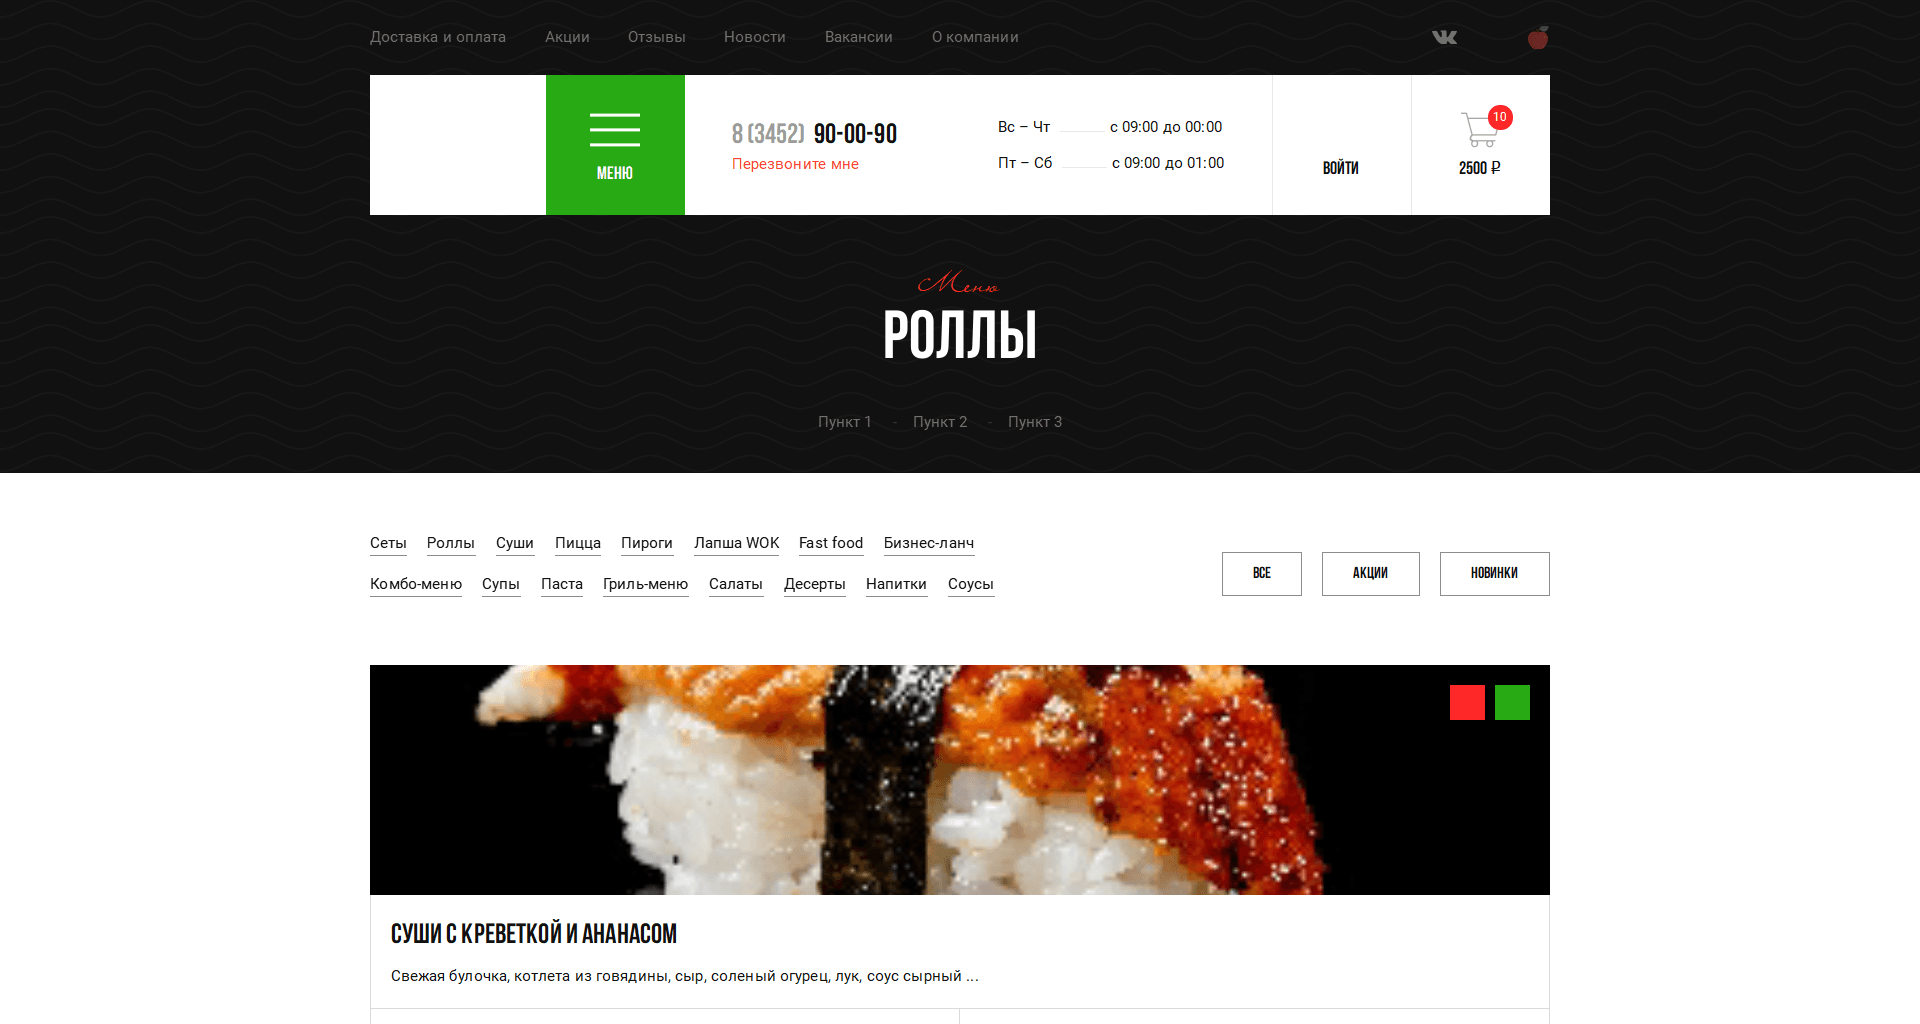 Доставка и оплата Акции Отзывы Новости Вакансии О компании
МЕНЮ
8 (3452) 90-00-90
Перезвоните мне
Вс – Чт с 09:00 до 00:00
Пт – Сб с 09:00 до 01:00
ВОЙТИ
10
2500 ₽
Меню
РОЛЛЫ
Пункт 1 - Пункт 2 - Пункт 3
Сеты Роллы Суши Пицца Пироги Лапша WOK Fast food Бизнес-ланч
Комбо-меню Супы Паста Гриль-меню Салаты Десерты Напитки Соусы
ВСЕ АКЦИИ НОВИНКИ
СУШИ С КРЕВЕТКОЙ И АНАНАСОМ
Свежая булочка, котлета из говядины, сыр, соленый огурец, лук, соус сырный ...